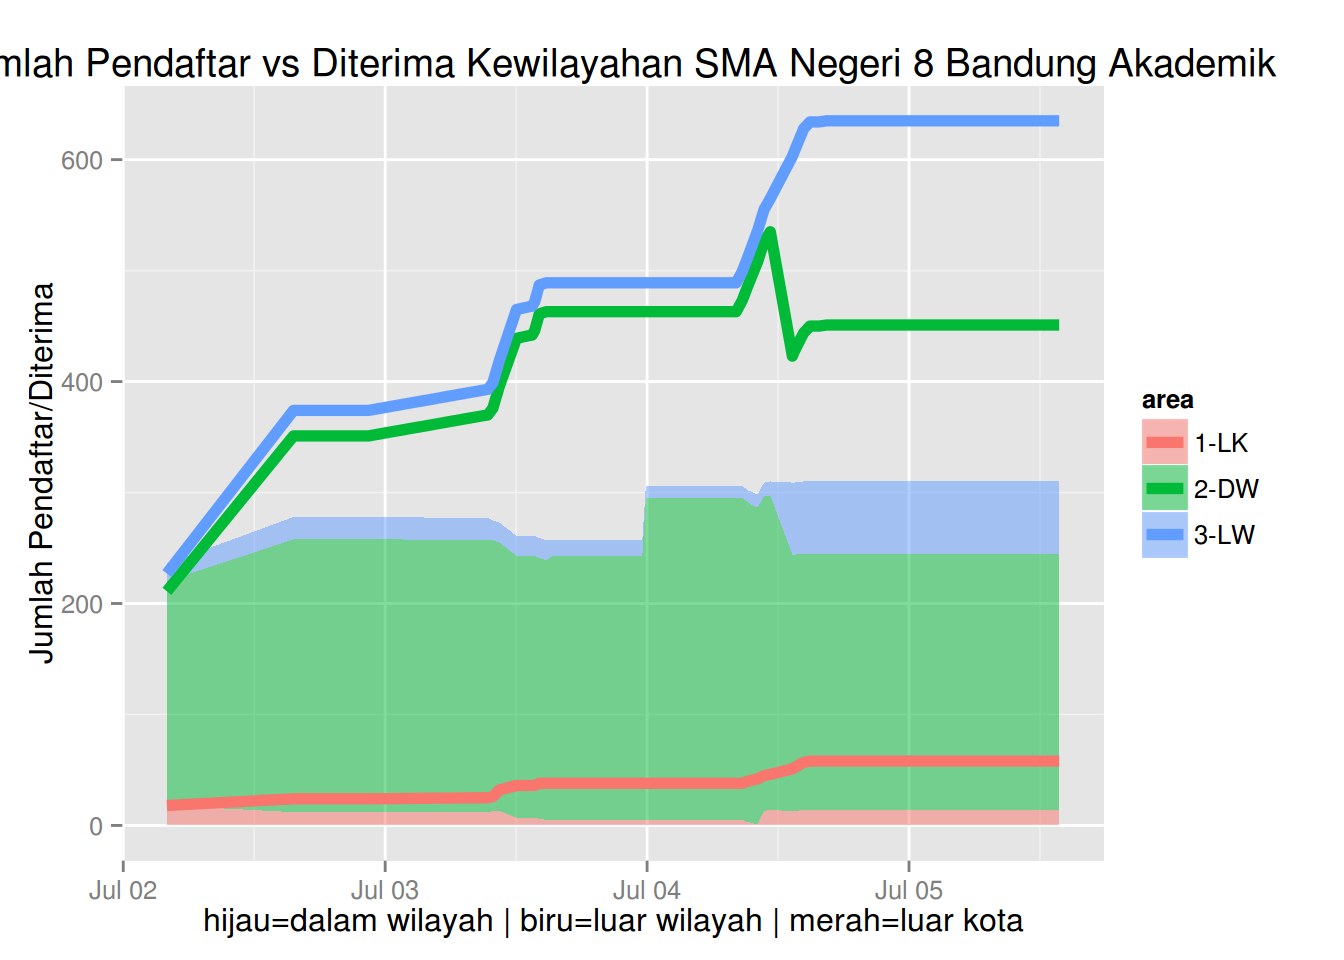 mlah Pendaftar vs Diterima Kewilayahan SMA Negeri 8 Bandung Akademik
600
400
200
0
Jumlah Pendaftar/Diterima
Jul 02
Jul 03
Jul 04
Jul 05
hijau=dalam wilayah | biru=luar wilayah | merah=luar kota
area
1-LK
2-DW
3-LW